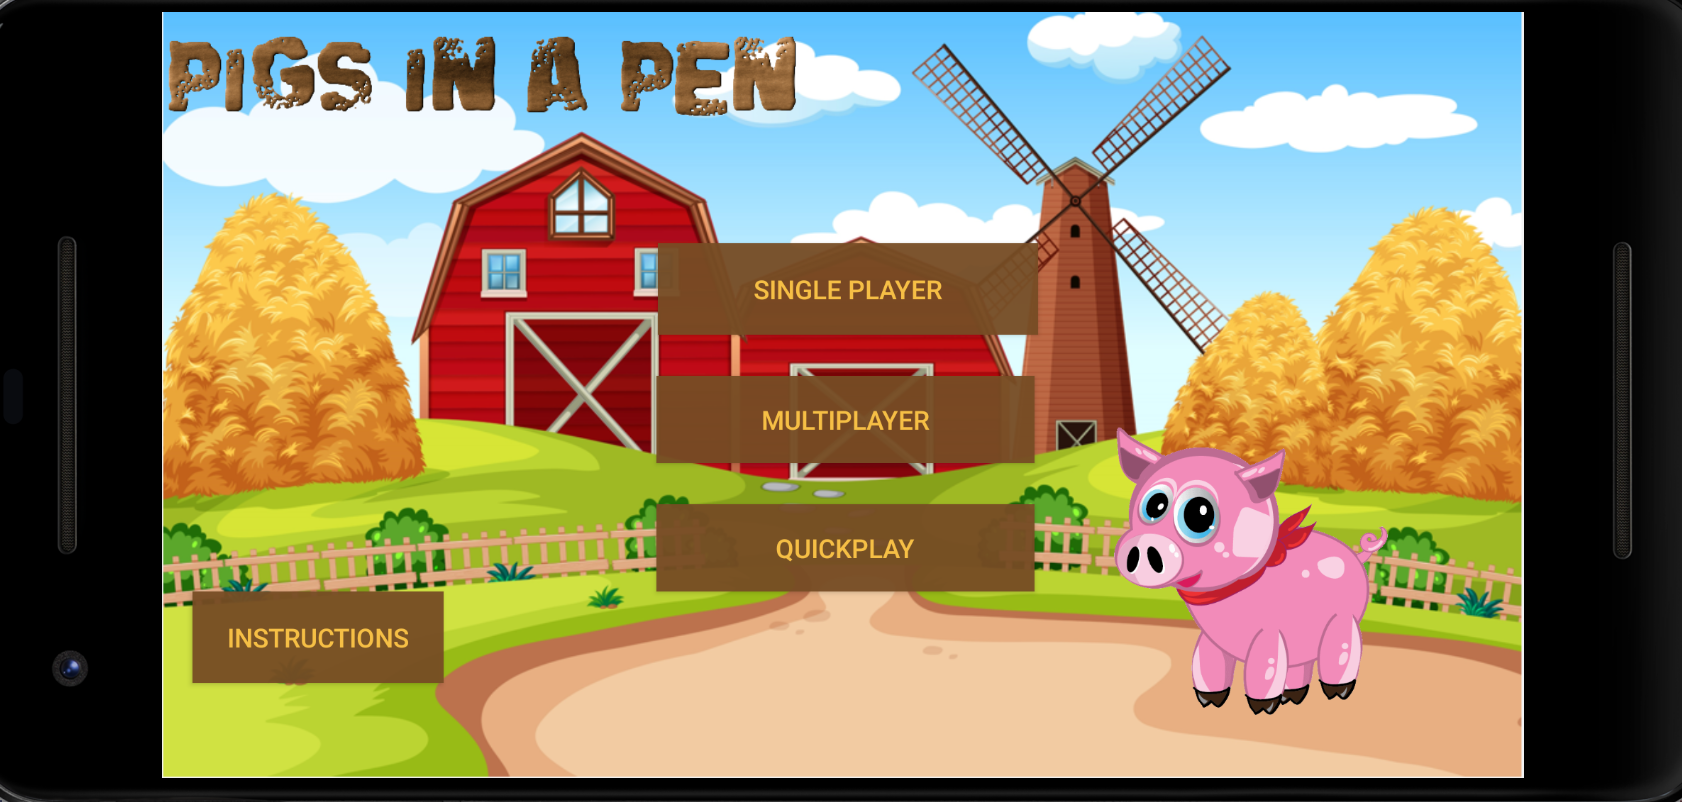 PIGS IN A PEN
SINGLE PLAYER
MULTIPLAYER
QUICKPLAY
INSTRUCTIONS